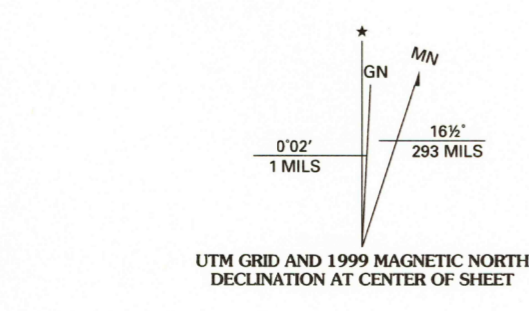 ★
MN
GN
16½°
0°02′
293 MILS
1 MILS
UTM GRID AND 1999 MAGNETIC NORTH
DECLINATION AT CENTER OF SHEET